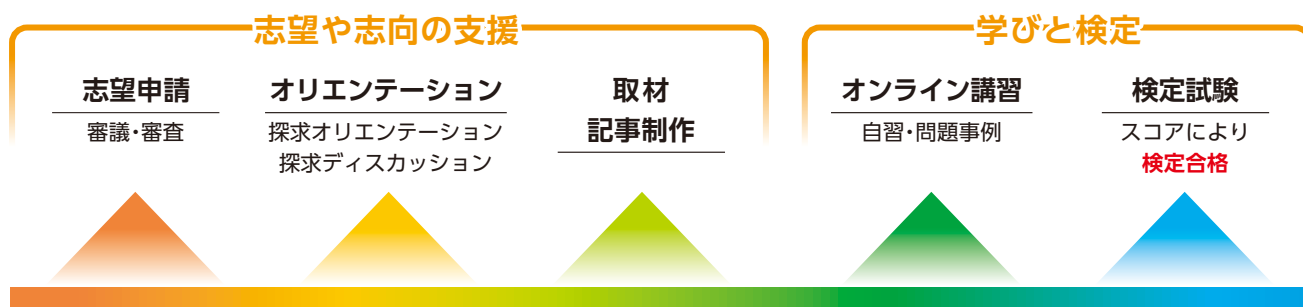 志望や志向の支援
志望申請
審議・審査
オリエンテーション
探求オリエンテーション
探求ディスカッション
取材
記事制作
学びと検定
オンライン講習
自習・問題事例
検定試験
スコアにより
検定合格